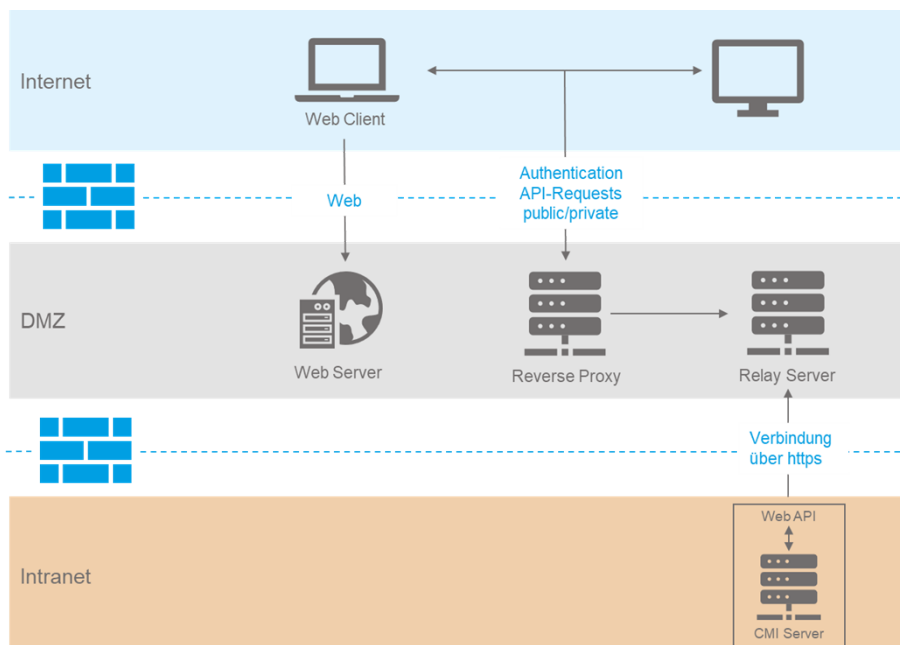 Internet
Web Client
Authentication
API-Requests
public/private
Web
DMZ
Web Server
Reverse Proxy
Relay Server
Verbindung
über https
Web API
Intranet
CMI Server